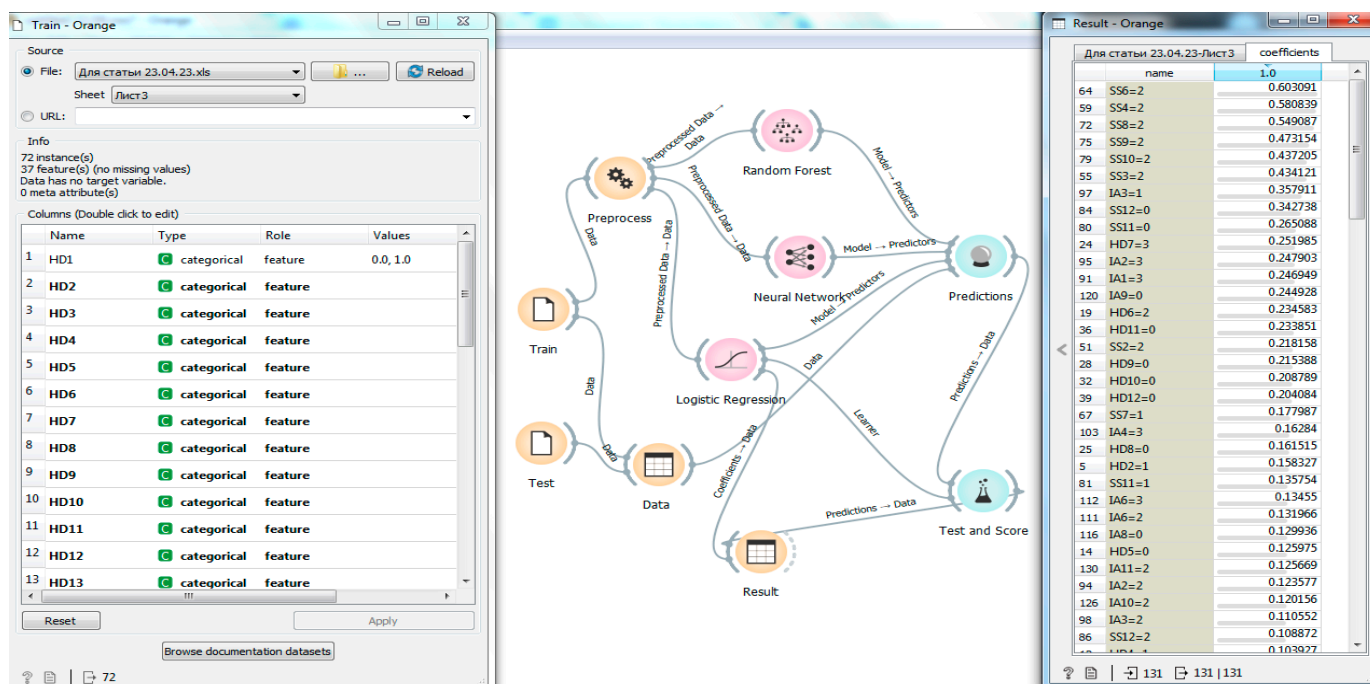 Train - Orange
Source
File: Для статьи 23.04.23.xls ... Reload
Sheet Лист3
URL:
Info
72 instance(s)
37 feature(s) (no missing values)
Data has no target variable.
0 meta attribute(s)
Columns (Double click to edit)
Name Type Role Values
1 HD1 C categorical feature 0.0, 1.0
2 HD2 C categorical feature
3 HD3 C categorical feature
4 HD4 C categorical feature
5 HD5 C categorical feature
6 HD6 C categorical feature
7 HD7 C categorical feature
8 HD8 C categorical feature
9 HD9 C categorical feature
10 HD10 C categorical feature
11 HD11 C categorical feature
12 HD12 C categorical feature
13 HD13 C categorical feature
Reset Apply
Browse documentation datasets
? 72
Preprocessed Data → Data
Random Forest
Model → Predictors
Preprocess
Preprocessed Data → Data
Data
Neural Network
Model → Predictors
Predictions
Preprocessed Data → Data
Model → Predictors
Train
Logistic Regression
Data
Data
Predictions → Data
Learner
Test
Data
Data
Coefficients → Data
Predictions → Data
Test and Score
Result
Result - Orange
Для статьи 23.04.23-Лист3 coefficients
name 1.0
64 SS6=2 0.603091
59 SS4=2 0.580839
72 SS8=2 0.549087
75 SS9=2 0.473154
79 SS10=2 0.437205
55 SS3=2 0.434121
97 IA3=1 0.357911
84 SS12=0 0.342738
80 SS11=0 0.265088
24 HD7=3 0.251985
95 IA2=3 0.247903
91 IA1=3 0.246949
120 IA9=0 0.244928
19 HD6=2 0.234583
36 HD11=0 0.233851
51 SS2=2 0.218158
28 HD9=0 0.215388
32 HD10=0 0.208789
39 HD12=0 0.204084
67 SS7=1 0.177987
103 IA4=3 0.16284
25 HD8=0 0.161515
5 HD2=1 0.158327
81 SS11=1 0.135754
112 IA6=3 0.13455
111 IA6=2 0.131966
116 IA8=0 0.129936
14 HD5=0 0.125975
130 IA11=2 0.125669
94 IA2=2 0.123577
126 IA10=2 0.120156
98 IA3=2 0.110552
86 SS12=2 0.108872
HD4=1 0.103927
? 131 131 | 131